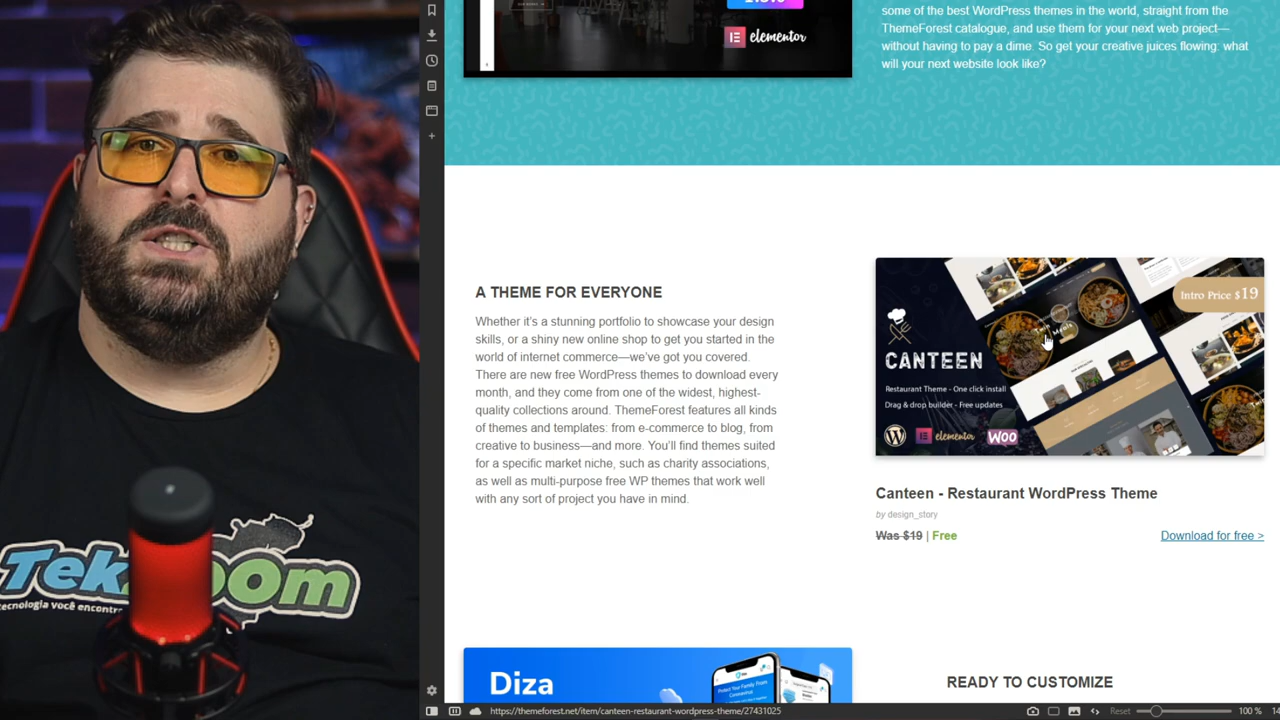 some of the best WordPress themes in the world, straight from the
ThemeForest catalogue, and use them for your next web project—
without having to pay a dime. So get your creative juices flowing: what
will your next website look like?
elementor
A THEME FOR EVERYONE
Whether it's a stunning portfolio to showcase your design
skills, or a shiny new online shop to get you started in the
world of internet commerce—we've got you covered.
There are new free WordPress themes to download every
month, and they come from one of the widest, highest-
quality collections around. ThemeForest features all kinds
of themes and templates: from e-commerce to blog, from
creative to business—and more. You'll find themes suited
for a specific market niche, such as charity associations,
as well as multi-purpose free WP themes that work well
with any sort of project you have in mind.
Intro Price $19
CANTEEN
Restaurant Theme - One click install
Drag & drop builder - Free updates
elementor
WOO
Canteen - Restaurant WordPress Theme
by design_story
Was $19 | Free
Download for free >
Diza
READY TO CUSTOMIZE
https://themeforest.net/item/canteen-restaurant-wordpress-theme/27431025
Reset
100 %
tecnologia você encontra